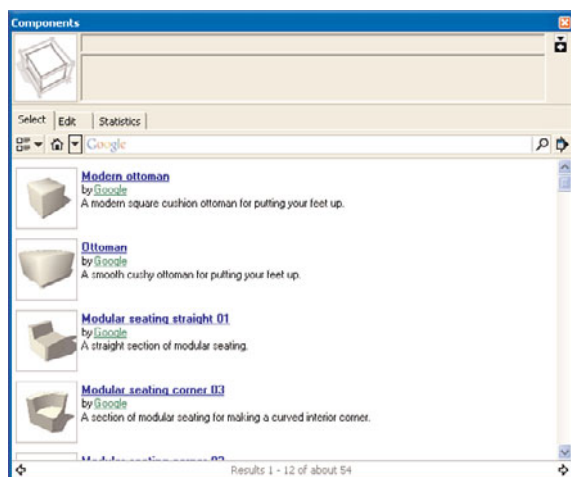 Components
Select Edit Statistics
Google
Modern ottoman
by Google
A modern square cushion ottoman for putting your feet up.
Ottoman
by Google
A smooth cushy ottoman for putting your feet up.
Modular seating straight 01
by Google
A straight section of modular seating.
Modular seating corner 03
by Google
A section of modular seating for making a curved interior corner.
Modular seating corner
Results 1 - 12 of about 54